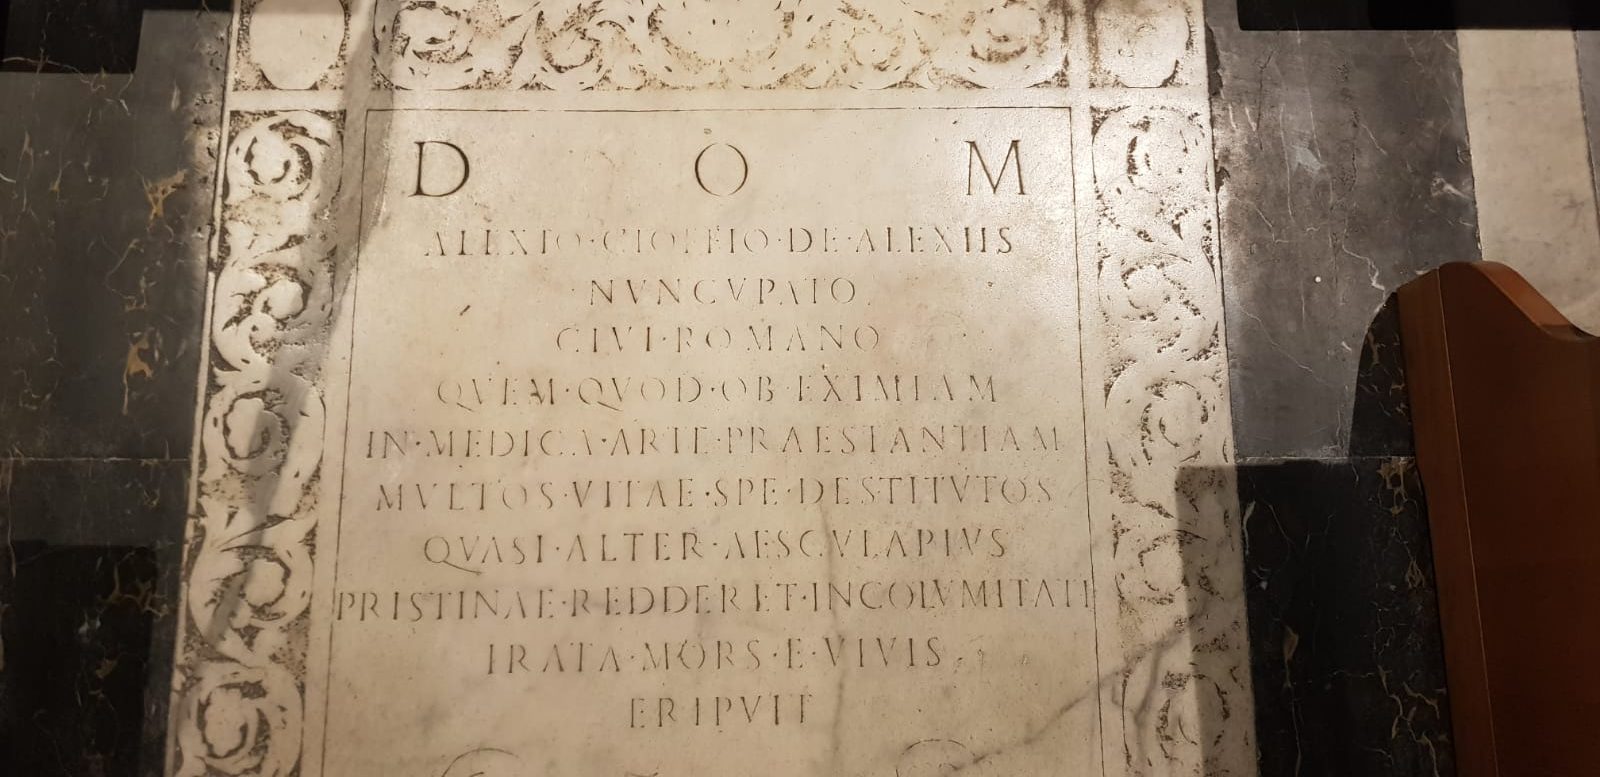 D O M
ALEXIO·CIOFFIO·DE·ALEXIIS
NVNCVPATO
CIVI·ROMANO
QVEM·QVOD·OB·EXIMIAM
IN·MEDICA·ARTE·PRAESTANTIAM
MVLTOS·VITAE·SPE·DESTITVTOS
QVASI·ALTER·AESCVLAPIVS
PRISTINAE·REDDERET·INCOLVMITATI
IRATA·MORS·E·VIVIS
ERIPVIT